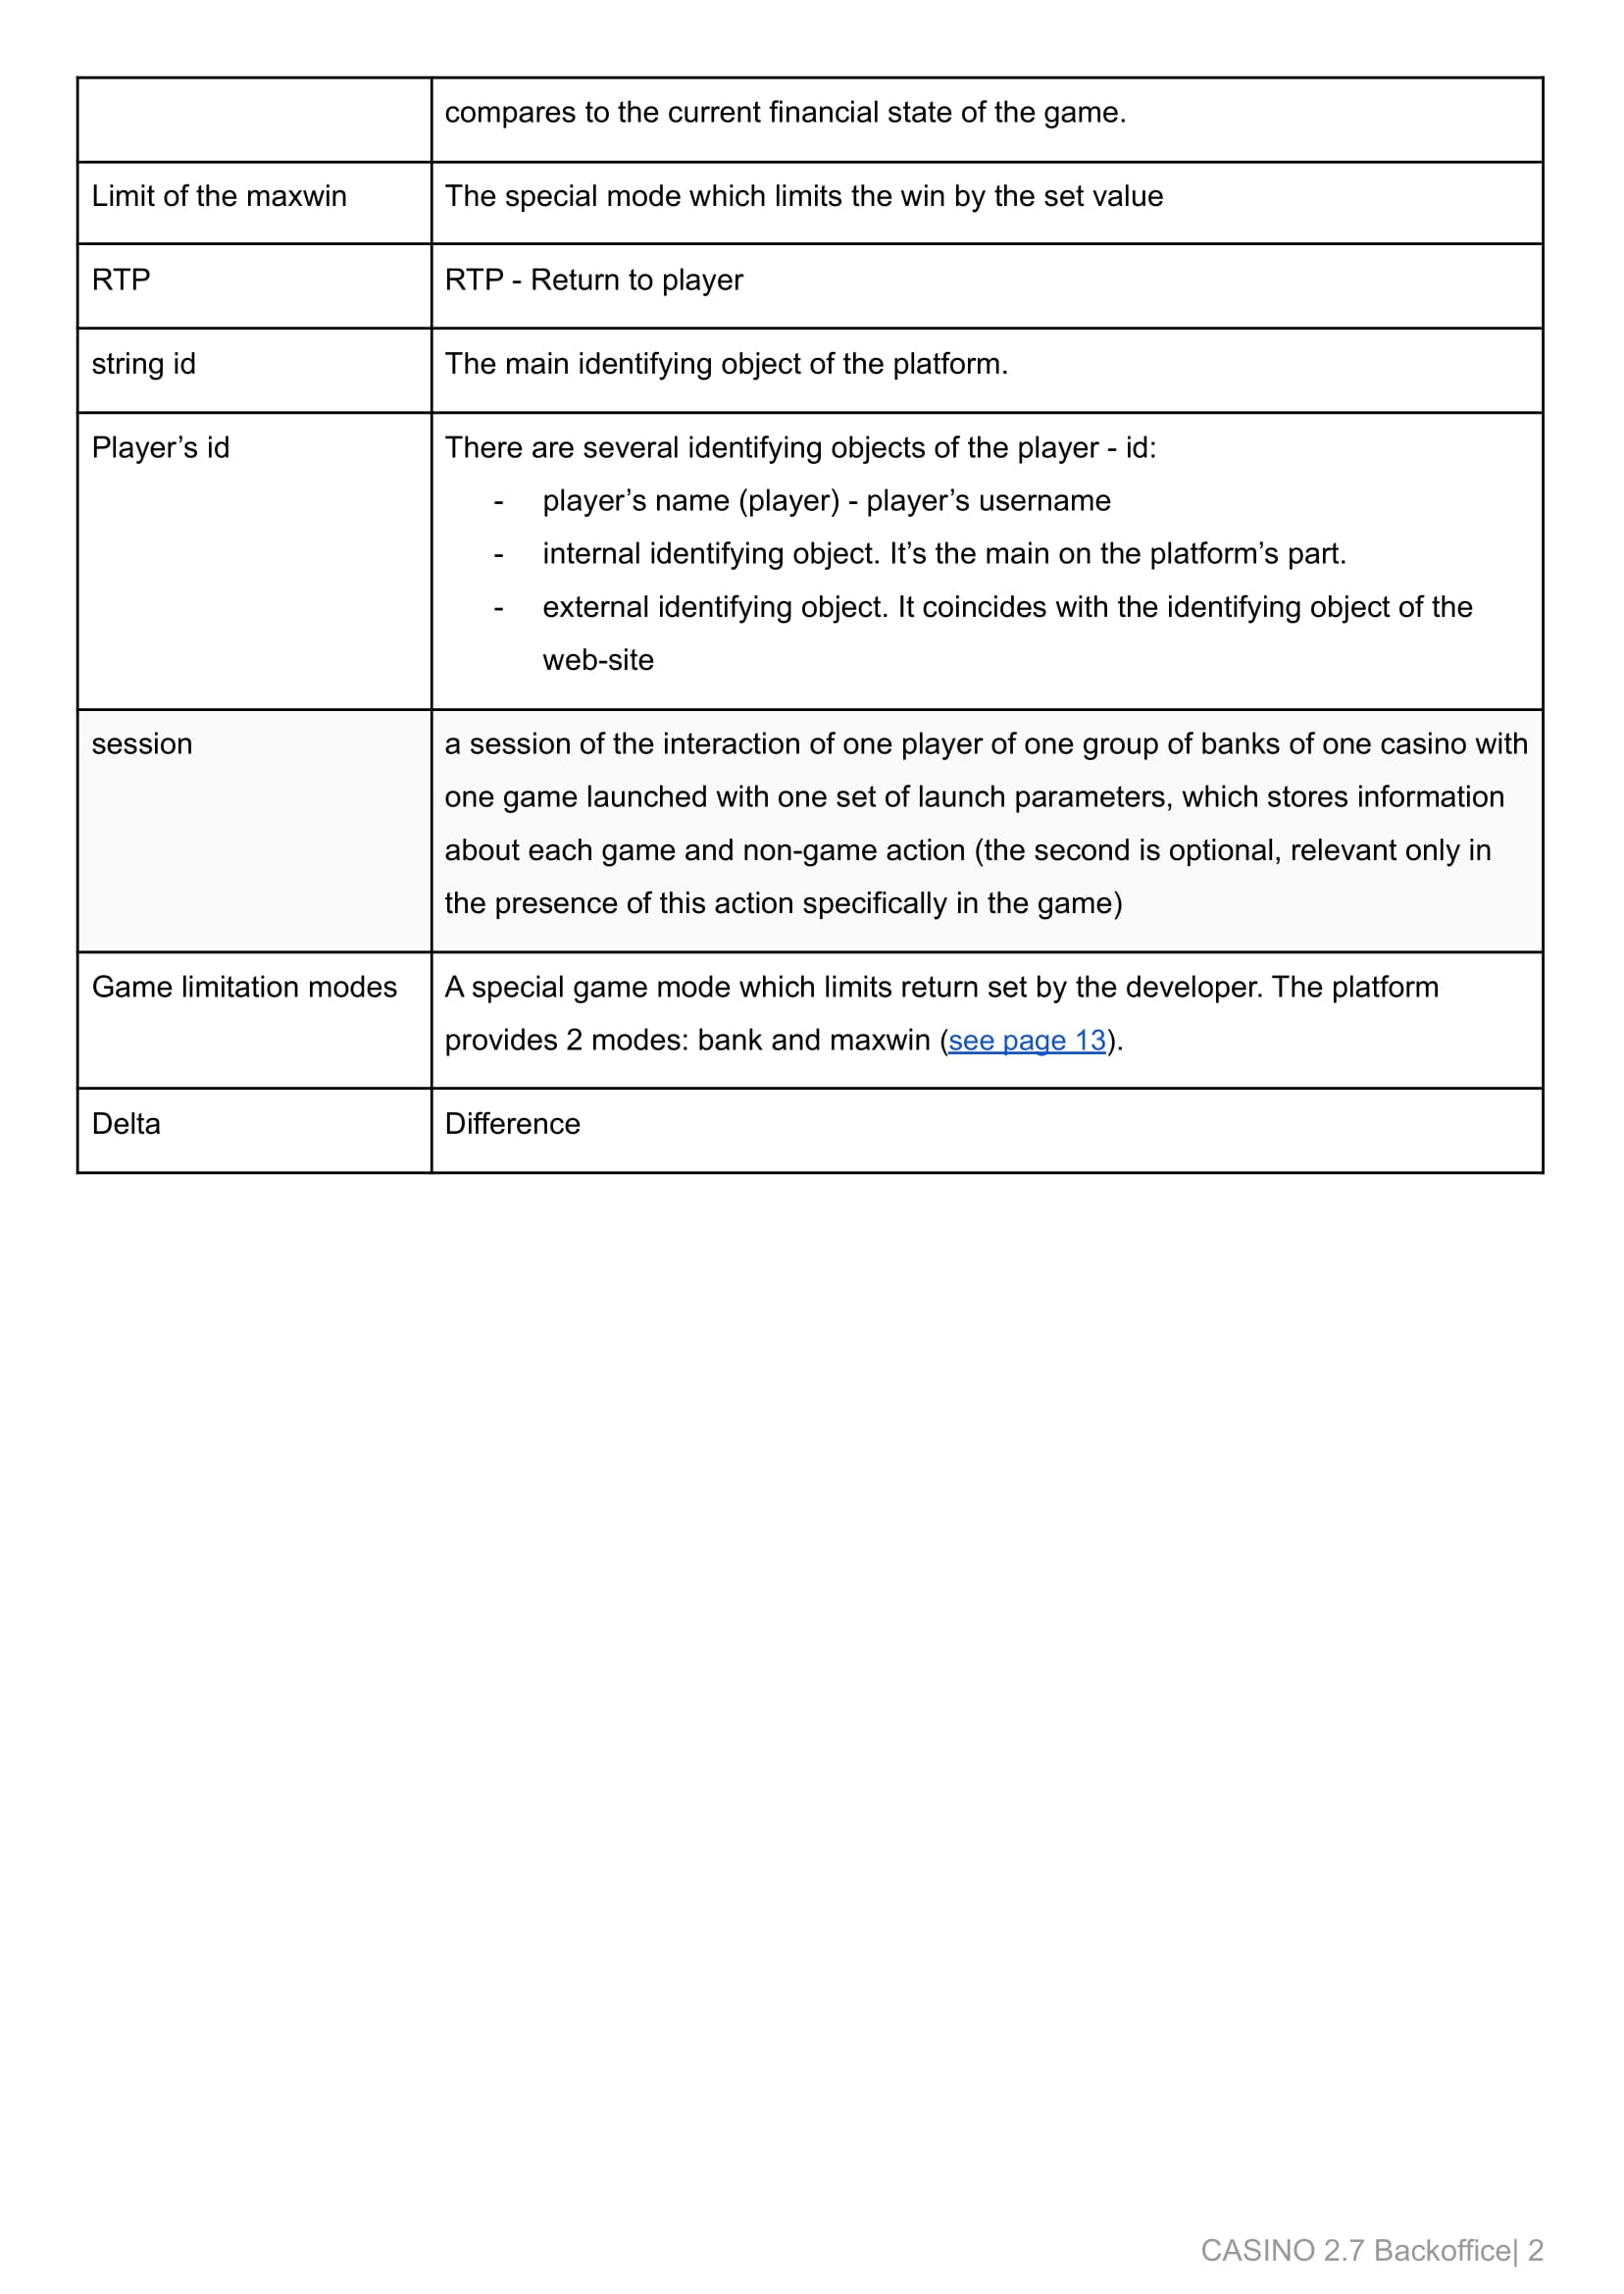 compares to the current financial state of the game.
Limit of the maxwin
The special mode which limits the win by the set value
RTP
RTP - Return to player
string id
The main identifying object of the platform.
Player’s id
There are several identifying objects of the player - id:
- player’s name (player) - player’s username
- internal identifying object. It’s the main on the platform’s part.
- external identifying object. It coincides with the identifying object of the
web-site
session
a session of the interaction of one player of one group of banks of one casino with
one game launched with one set of launch parameters, which stores information
about each game and non-game action (the second is optional, relevant only in
the presence of this action specifically in the game)
Game limitation modes
A special game mode which limits return set by the developer. The platform
provides 2 modes: bank and maxwin (see page 13).
Delta
Difference
CASINO 2.7 Backoffice| 2